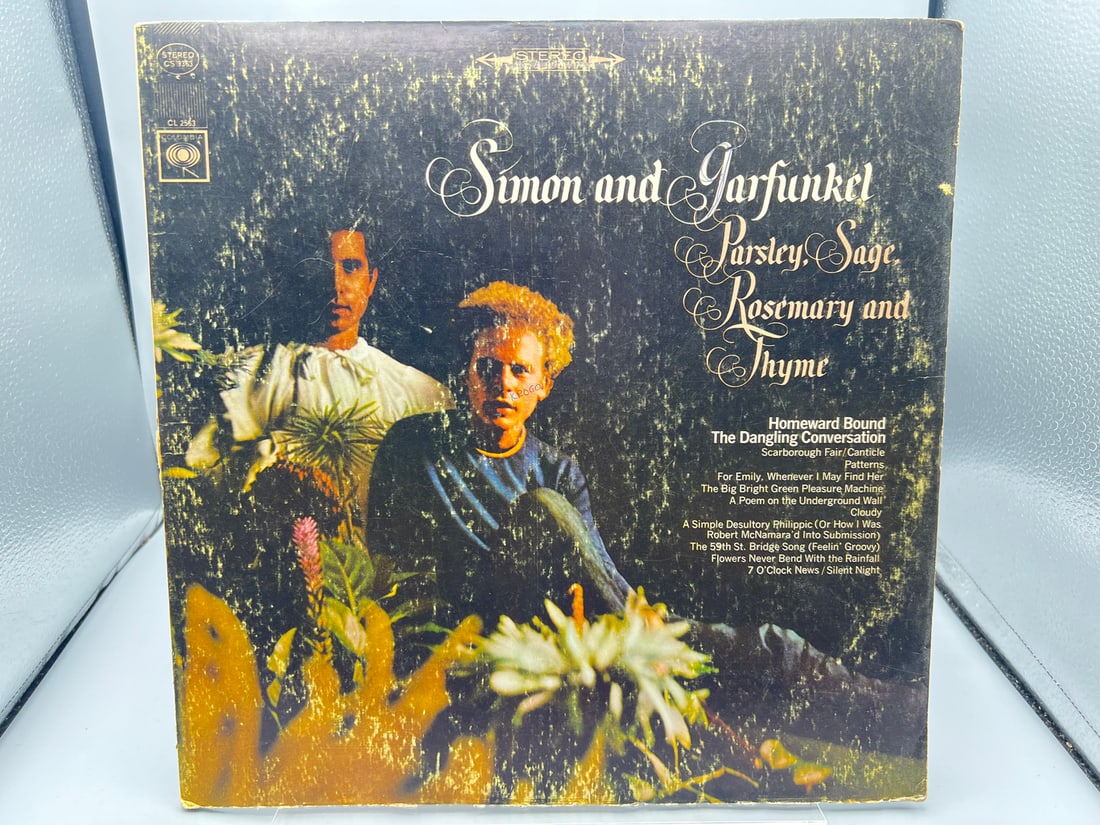 STEREO
CS 9363
STEREO
CL 2563
COLUMBIA
Simon and Garfunkel
Parsley, Sage,
Rosemary and
Thyme
Homeward Bound
The Dangling Conversation
Scarborough Fair/Canticle
Patterns
For Emily, Whenever I May Find Her
The Big Bright Green Pleasure Machine
A Poem on the Underground Wall
Cloudy
A Simple Desultory Philippic (Or How I Was
Robert McNamara'd Into Submission)
The 59th St. Bridge Song (Feelin' Groovy)
Flowers Never Bend With the Rainfall
7 O'Clock News / Silent Night